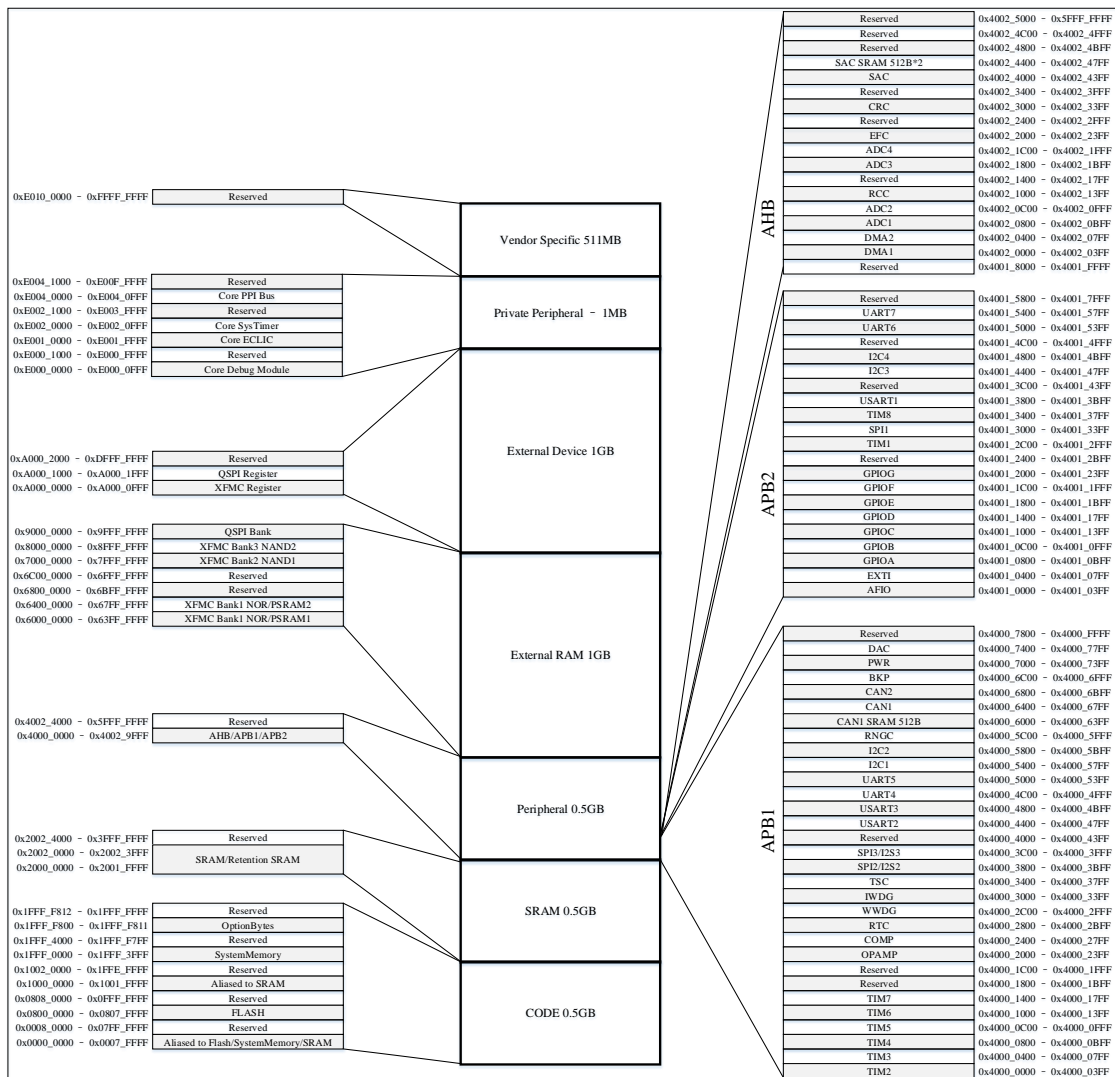 0xE010_0000 - 0xFFFF_FFFF Reserved
0xE004_1000 - 0xE00F_FFFF Reserved
0xE004_0000 - 0xE004_0FFF Core PPI Bus
0xE002_1000 - 0xE003_FFFF Reserved
0xE002_0000 - 0xE002_0FFF Core SysTimer
0xE001_0000 - 0xE001_FFFF Core ECLIC
0xE000_1000 - 0xE000_FFFF Reserved
0xE000_0000 - 0xE000_0FFF Core Debug Module
0xA000_2000 - 0xDFFF_FFFF Reserved
0xA000_1000 - 0xA000_1FFF QSPI Register
0xA000_0000 - 0xA000_0FFF XFMC Register
0x9000_0000 - 0x9FFF_FFFF QSPI Bank
0x8000_0000 - 0x8FFF_FFFF XFMC Bank3 NAND2
0x7000_0000 - 0x7FFF_FFFF XFMC Bank2 NAND1
0x6C00_0000 - 0x6FFF_FFFF Reserved
0x6800_0000 - 0x6BFF_FFFF Reserved
0x6400_0000 - 0x67FF_FFFF XFMC Bank1 NOR/PSRAM2
0x6000_0000 - 0x63FF_FFFF XFMC Bank1 NOR/PSRAM1
0x4002_4000 - 0x5FFF_FFFF Reserved
0x4000_0000 - 0x4002_9FFF AHB/APB1/APB2
0x2002_4000 - 0x3FFF_FFFF Reserved
0x2002_0000 - 0x2002_3FFF
SRAM/Retention SRAM
0x2000_0000 - 0x2001_FFFF
0x1FFF_F812 - 0x1FFF_FFFF Reserved
0x1FFF_F800 - 0x1FFF_F811 OptionBytes
0x1FFF_4000 - 0x1FFF_F7FF Reserved
0x1FFF_0000 - 0x1FFF_3FFF SystemMemory
0x1002_0000 - 0x1FFE_FFFF Reserved
0x1000_0000 - 0x1001_FFFF Aliased to SRAM
0x0808_0000 - 0x0FFF_FFFF Reserved
0x0800_0000 - 0x0807_FFFF FLASH
0x0008_0000 - 0x07FF_FFFF Reserved
0x0000_0000 - 0x0007_FFFF Aliased to Flash/SystemMemory/SRAM
Vendor Specific 511MB
Private Peripheral - 1MB
External Device 1GB
External RAM 1GB
Peripheral 0.5GB
SRAM 0.5GB
CODE 0.5GB
AHB
Reserved 0x4002_5000 - 0x5FFF_FFFF
Reserved 0x4002_4C00 - 0x4002_4FFF
Reserved 0x4002_4800 - 0x4002_4BFF
SAC SRAM 512B*2 0x4002_4400 - 0x4002_47FF
SAC 0x4002_4000 - 0x4002_43FF
Reserved 0x4002_3400 - 0x4002_3FFF
CRC 0x4002_3000 - 0x4002_33FF
Reserved 0x4002_2400 - 0x4002_2FFF
EFC 0x4002_2000 - 0x4002_23FF
ADC4 0x4002_1C00 - 0x4002_1FFF
ADC3 0x4002_1800 - 0x4002_1BFF
Reserved 0x4002_1400 - 0x4002_17FF
RCC 0x4002_1000 - 0x4002_13FF
ADC2 0x4002_0C00 - 0x4002_0FFF
ADC1 0x4002_0800 - 0x4002_0BFF
DMA2 0x4002_0400 - 0x4002_07FF
DMA1 0x4002_0000 - 0x4002_03FF
Reserved 0x4001_8000 - 0x4001_FFFF
APB2
Reserved 0x4001_5800 - 0x4001_7FFF
UART7 0x4001_5400 - 0x4001_57FF
UART6 0x4001_5000 - 0x4001_53FF
Reserved 0x4001_4C00 - 0x4001_4FFF
I2C4 0x4001_4800 - 0x4001_4BFF
I2C3 0x4001_4400 - 0x4001_47FF
Reserved 0x4001_3C00 - 0x4001_43FF
USART1 0x4001_3800 - 0x4001_3BFF
TIM8 0x4001_3400 - 0x4001_37FF
SPI1 0x4001_3000 - 0x4001_33FF
TIM1 0x4001_2C00 - 0x4001_2FFF
Reserved 0x4001_2400 - 0x4001_2BFF
GPIOG 0x4001_2000 - 0x4001_23FF
GPIOF 0x4001_1C00 - 0x4001_1FFF
GPIOE 0x4001_1800 - 0x4001_1BFF
GPIOD 0x4001_1400 - 0x4001_17FF
GPIOC 0x4001_1000 - 0x4001_13FF
GPIOB 0x4001_0C00 - 0x4001_0FFF
GPIOA 0x4001_0800 - 0x4001_0BFF
EXTI 0x4001_0400 - 0x4001_07FF
AFIO 0x4001_0000 - 0x4001_03FF
APB1
Reserved 0x4000_7800 - 0x4000_FFFF
DAC 0x4000_7400 - 0x4000_77FF
PWR 0x4000_7000 - 0x4000_73FF
BKP 0x4000_6C00 - 0x4000_6FFF
CAN2 0x4000_6800 - 0x4000_6BFF
CAN1 0x4000_6400 - 0x4000_67FF
CAN1 SRAM 512B 0x4000_6000 - 0x4000_63FF
RNGC 0x4000_5C00 - 0x4000_5FFF
I2C2 0x4000_5800 - 0x4000_5BFF
I2C1 0x4000_5400 - 0x4000_57FF
UART5 0x4000_5000 - 0x4000_53FF
UART4 0x4000_4C00 - 0x4000_4FFF
USART3 0x4000_4800 - 0x4000_4BFF
USART2 0x4000_4400 - 0x4000_47FF
Reserved 0x4000_4000 - 0x4000_43FF
SPI3/I2S3 0x4000_3C00 - 0x4000_3FFF
SPI2/I2S2 0x4000_3800 - 0x4000_3BFF
TSC 0x4000_3400 - 0x4000_37FF
IWDG 0x4000_3000 - 0x4000_33FF
WWDG 0x4000_2C00 - 0x4000_2FFF
RTC 0x4000_2800 - 0x4000_2BFF
COMP 0x4000_2400 - 0x4000_27FF
OPAMP 0x4000_2000 - 0x4000_23FF
Reserved 0x4000_1C00 - 0x4000_1FFF
Reserved 0x4000_1800 - 0x4000_1BFF
TIM7 0x4000_1400 - 0x4000_17FF
TIM6 0x4000_1000 - 0x4000_13FF
TIM5 0x4000_0C00 - 0x4000_0FFF
TIM4 0x4000_0800 - 0x4000_0BFF
TIM3 0x4000_0400 - 0x4000_07FF
TIM2 0x4000_0000 - 0x4000_03FF